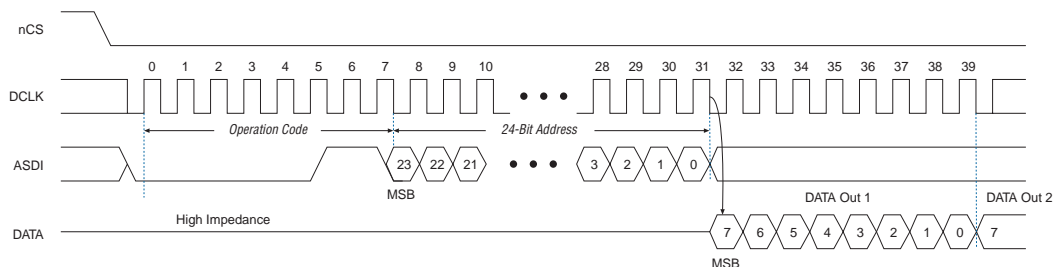 nCS
0 1 2 3 4 5 6 7 8 9 10 28 29 30 31 32 33 34 35 36 37 38 39
DCLK
Operation Code 24-Bit Address
ASDI 23 22 21 3 2 1 0
MSB
DATA Out 1 DATA Out 2
High Impedance
DATA 7 6 5 4 3 2 1 0 7
MSB